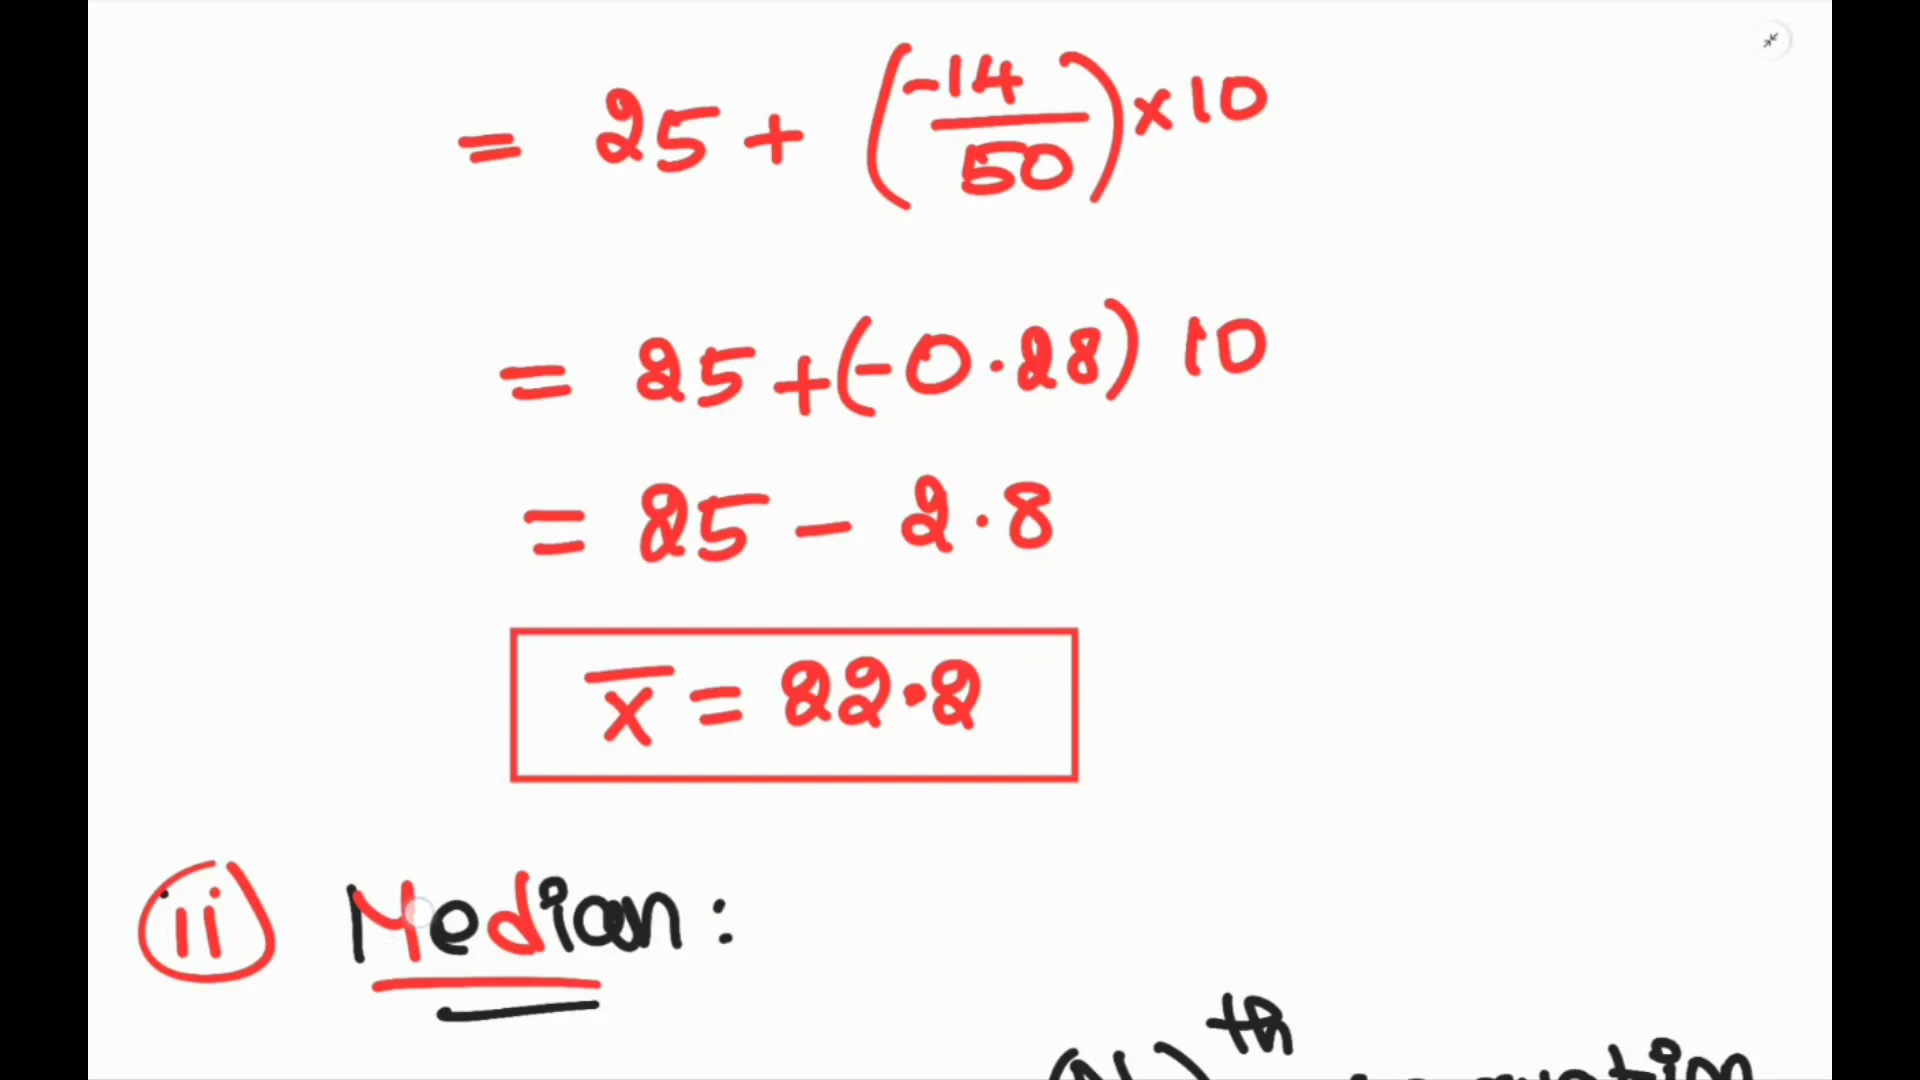 = 25 + (-14/50) × 10
= 25 + (-0.28) 10
= 25 - 2.8
x̅ = 22.2
ii Median :
th